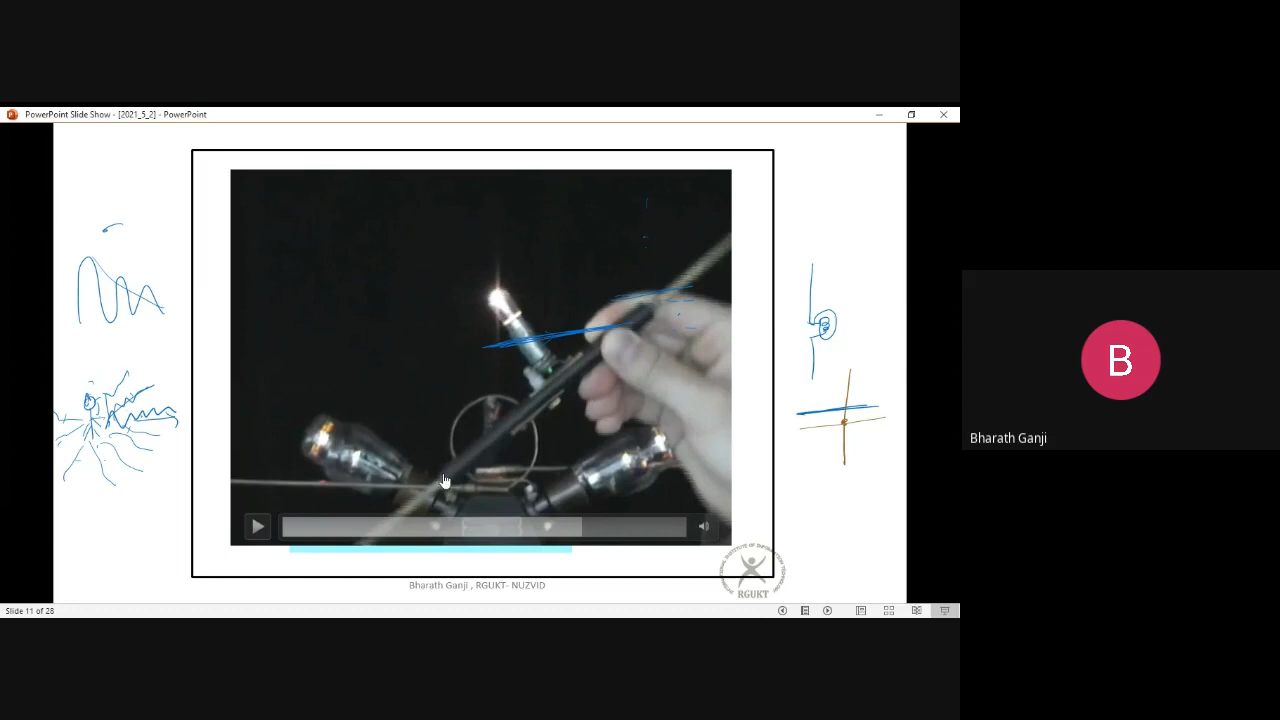 PowerPoint Slide Show - [2021_5_2] - PowerPoint
B
Bharath Ganji
Bharath Ganji , RGUKT- NUZVID
RGUKT
Slide 11 of 28